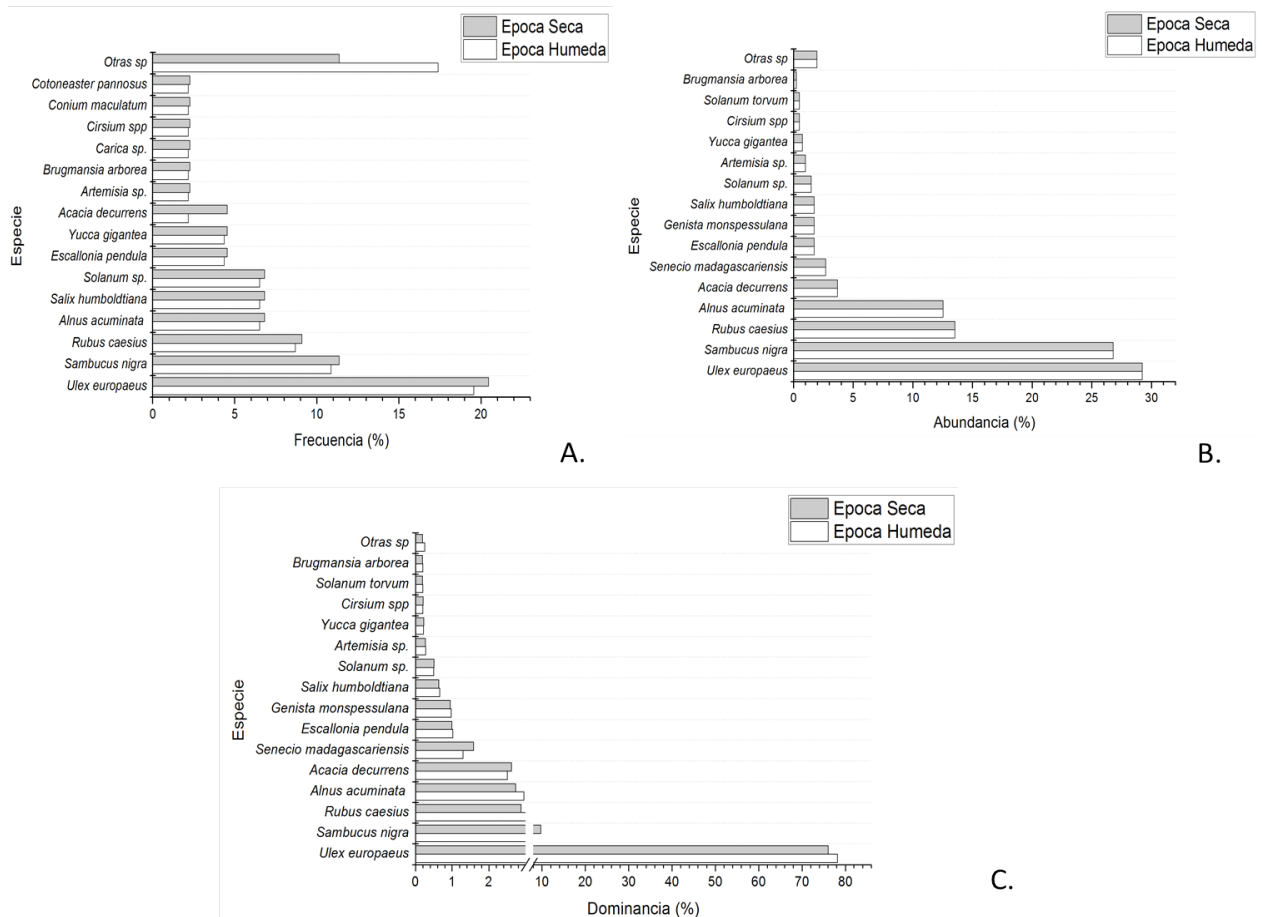 Epoca Seca
Epoca Humeda
Otras sp
Cotoneaster pannosus
Conium maculatum
Cirsium spp
Carica sp.
Brugmansia arborea
Artemisia sp.
Acacia decurrens
Yucca gigantea
Escallonia pendula
Solanum sp.
Salix humboldtiana
Alnus acuminata
Rubus caesius
Sambucus nigra
Ulex europaeus
Especie
0 5 10 15 20
Frecuencia (%)
A.
Epoca Seca
Epoca Humeda
Otras sp
Brugmansia arborea
Solanum torvum
Cirsium spp
Yucca gigantea
Artemisia sp.
Solanum sp.
Salix humboldtiana
Genista monspessulana
Escallonia pendula
Senecio madagascariensis
Acacia decurrens
Alnus acuminata
Rubus caesius
Sambucus nigra
Ulex europaeus
Especie
0 5 10 15 20 25 30
Abundancia (%)
B.
Epoca Seca
Epoca Humeda
Otras sp
Brugmansia arborea
Solanum torvum
Cirsium spp
Yucca gigantea
Artemisia sp.
Solanum sp.
Salix humboldtiana
Genista monspessulana
Escallonia pendula
Senecio madagascariensis
Acacia decurrens
Alnus acuminata
Rubus caesius
Sambucus nigra
Ulex europaeus
Especie
0 1 2 10 20 30 40 50 60 70 80
Dominancia (%)
C.